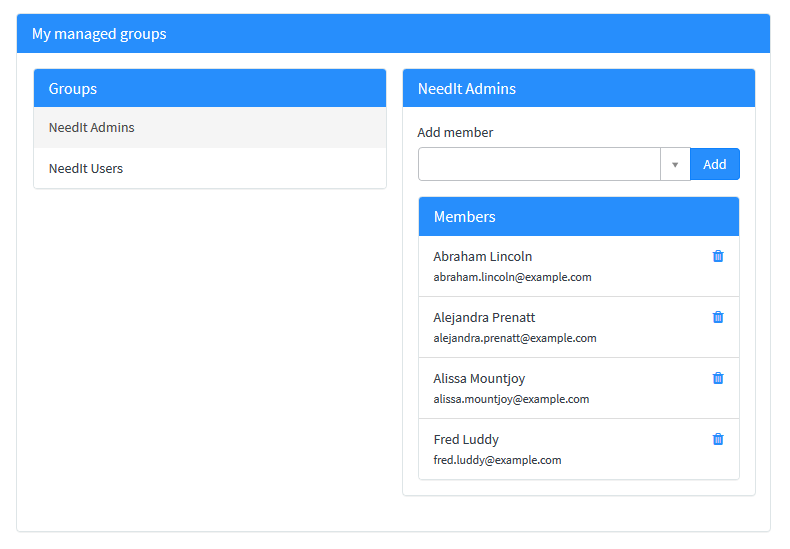 My managed groups
Groups
NeedIt Admins
NeedIt Users
NeedIt Admins
Add member
Add
Members
Abraham Lincoln
abraham.lincoln@example.com
Alejandra Prenatt
alejandra.prenatt@example.com
Alissa Mountjoy
alissa.mountjoy@example.com
Fred Luddy
fred.luddy@example.com